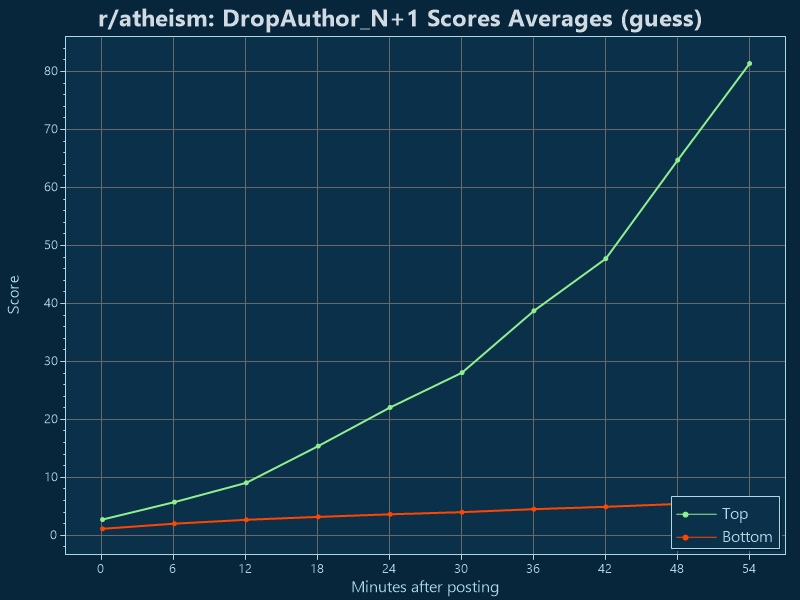 r/atheism: DropAuthor_N+1 Scores Averages (guess)
80
70
60
50
40
30
20
10
0
Score
0 6 12 18 24 30 36 42 48 54
Minutes after posting
Top
Bottom